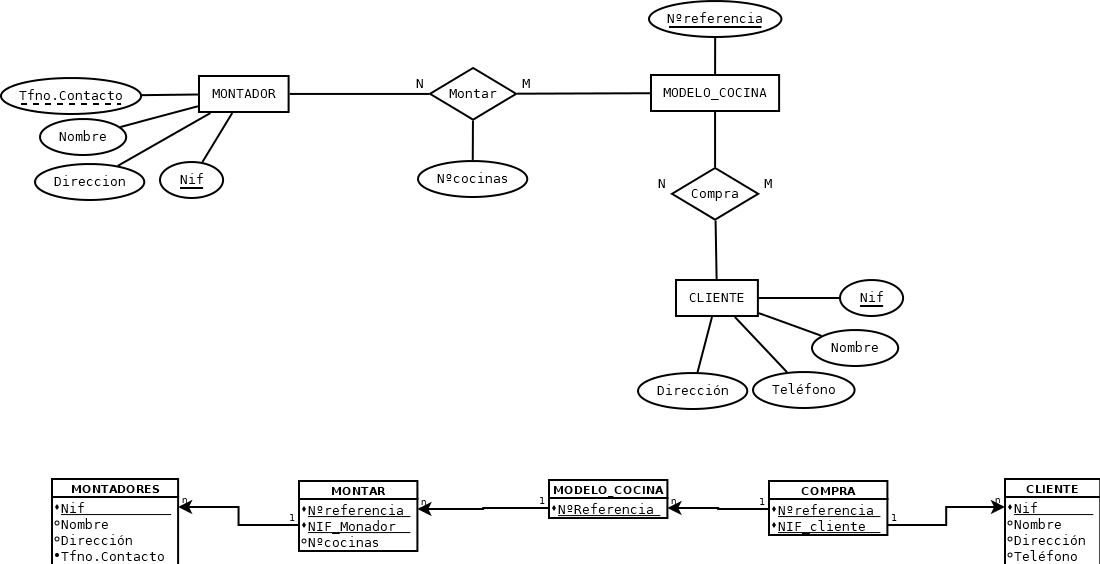 Nºreferencia
N
M
Tfno.Contacto
MONTADOR
Montar
MODELO_COCINA
Nombre
Direccion
Nif
Nºcocinas
N
M
Compra
CLIENTE
Nif
Nombre
Dirección
Teléfono
MONTADORES
Nif
Nombre
Dirección
Tfno.Contacto
n
1
MONTAR
Nºreferencia
NIF_Monador
Nºcocinas
n
1
MODELO_COCINA
NºReferencia
n
1
COMPRA
Nºreferencia
NIF_cliente
1
n
CLIENTE
Nif
Nombre
Dirección
Teléfono